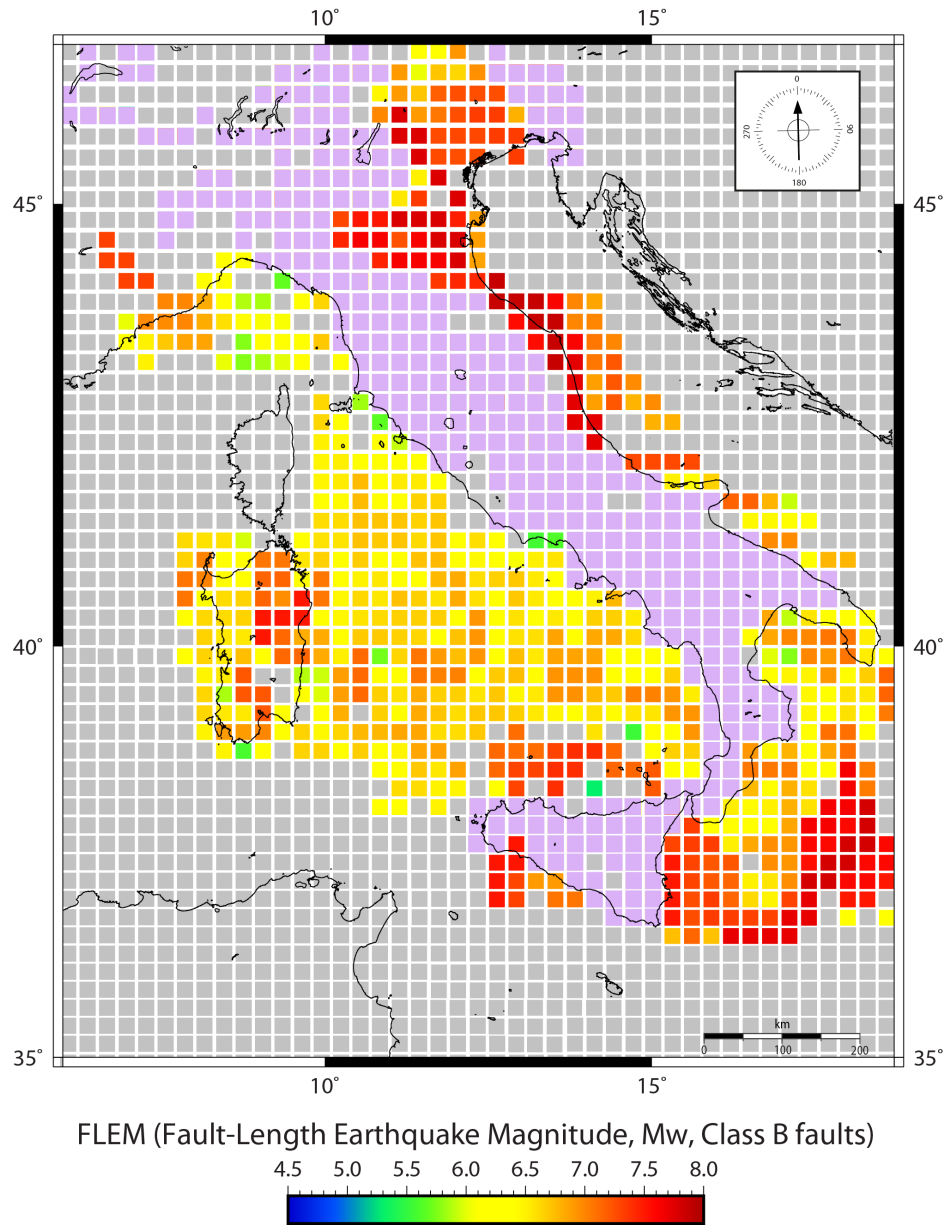 10° 15°
0
270 90
180
45° 45°
40° 40°
km
0 100 200
35° 35°
10° 15°
FLEM (Fault-Length Earthquake Magnitude, Mw, Class B faults)
4.5 5.0 5.5 6.0 6.5 7.0 7.5 8.0